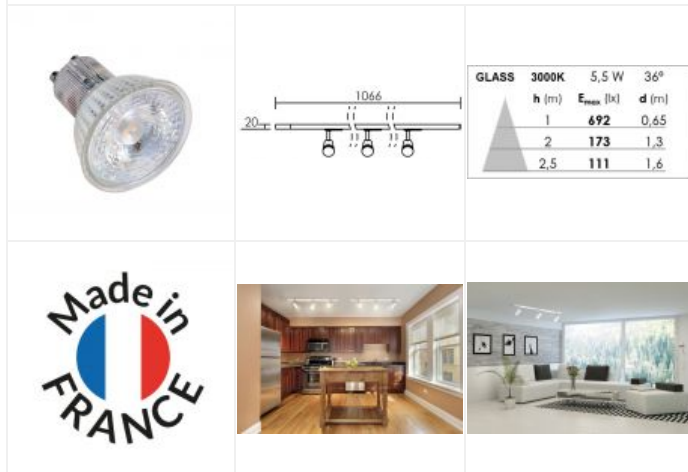 1066
20
GLASS 3000K 5,5 W 36°
h (m) Emax (lx) d (m)
1 692 0,65
2 173 1,3
2,5 111 1,6
Made in
FRANCE